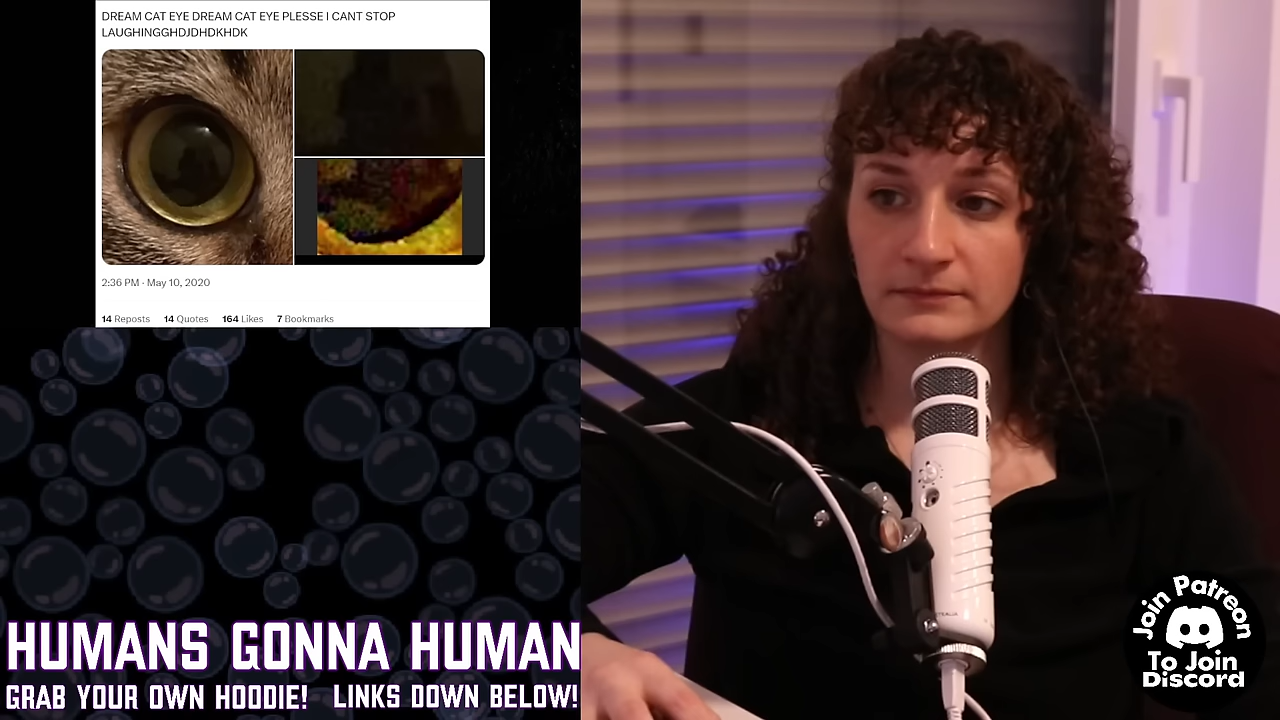 DREAM CAT EYE DREAM CAT EYE PLESSE I CANT STOP
LAUGHINGGHDJDHDKHDK
2:36 PM · May 10, 2020
14 Reposts 14 Quotes 164 Likes 7 Bookmarks
HUMANS GONNA HUMAN
GRAB YOUR OWN HOODIE! LINKS DOWN BELOW!
Join Patreon
To Join
Discord